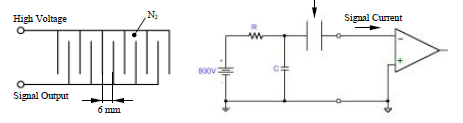 High Voltage
N₂
Signal Output
6 mm
Signal Current
R
800V
C
+
-
+